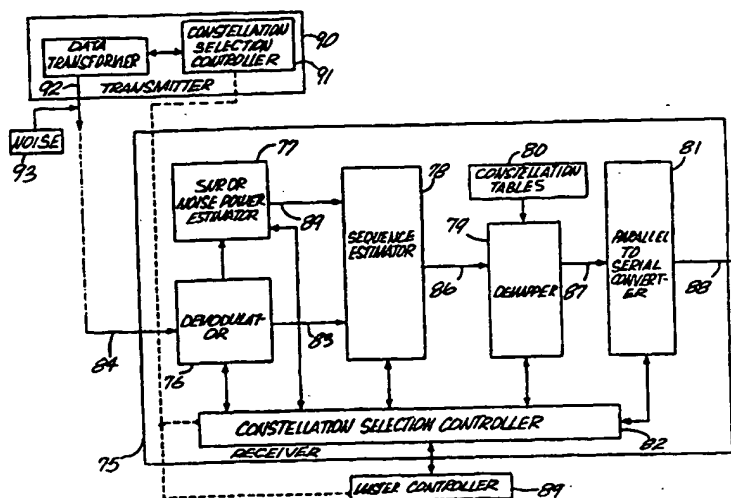 DATA
TRANSFORMER
CONSTELLATION
SELECTION
CONTROLLER
90
91
92
TRANSMITTER
NOISE
93
77
SNR OR
NOISE POWER
ESTIMATOR
89
78
SEQUENCE
ESTIMATOR
80
CONSTELLATION
TABLES
79
DEMAPPER
81
PARALLEL
TO
SERIAL
CONVERT-
ER
86
87
88
DEMODULAT-
OR
83
84
76
CONSTELLATION SELECTION CONTROLLER
82
75
RECEIVER
MASTER CONTROLLER
89